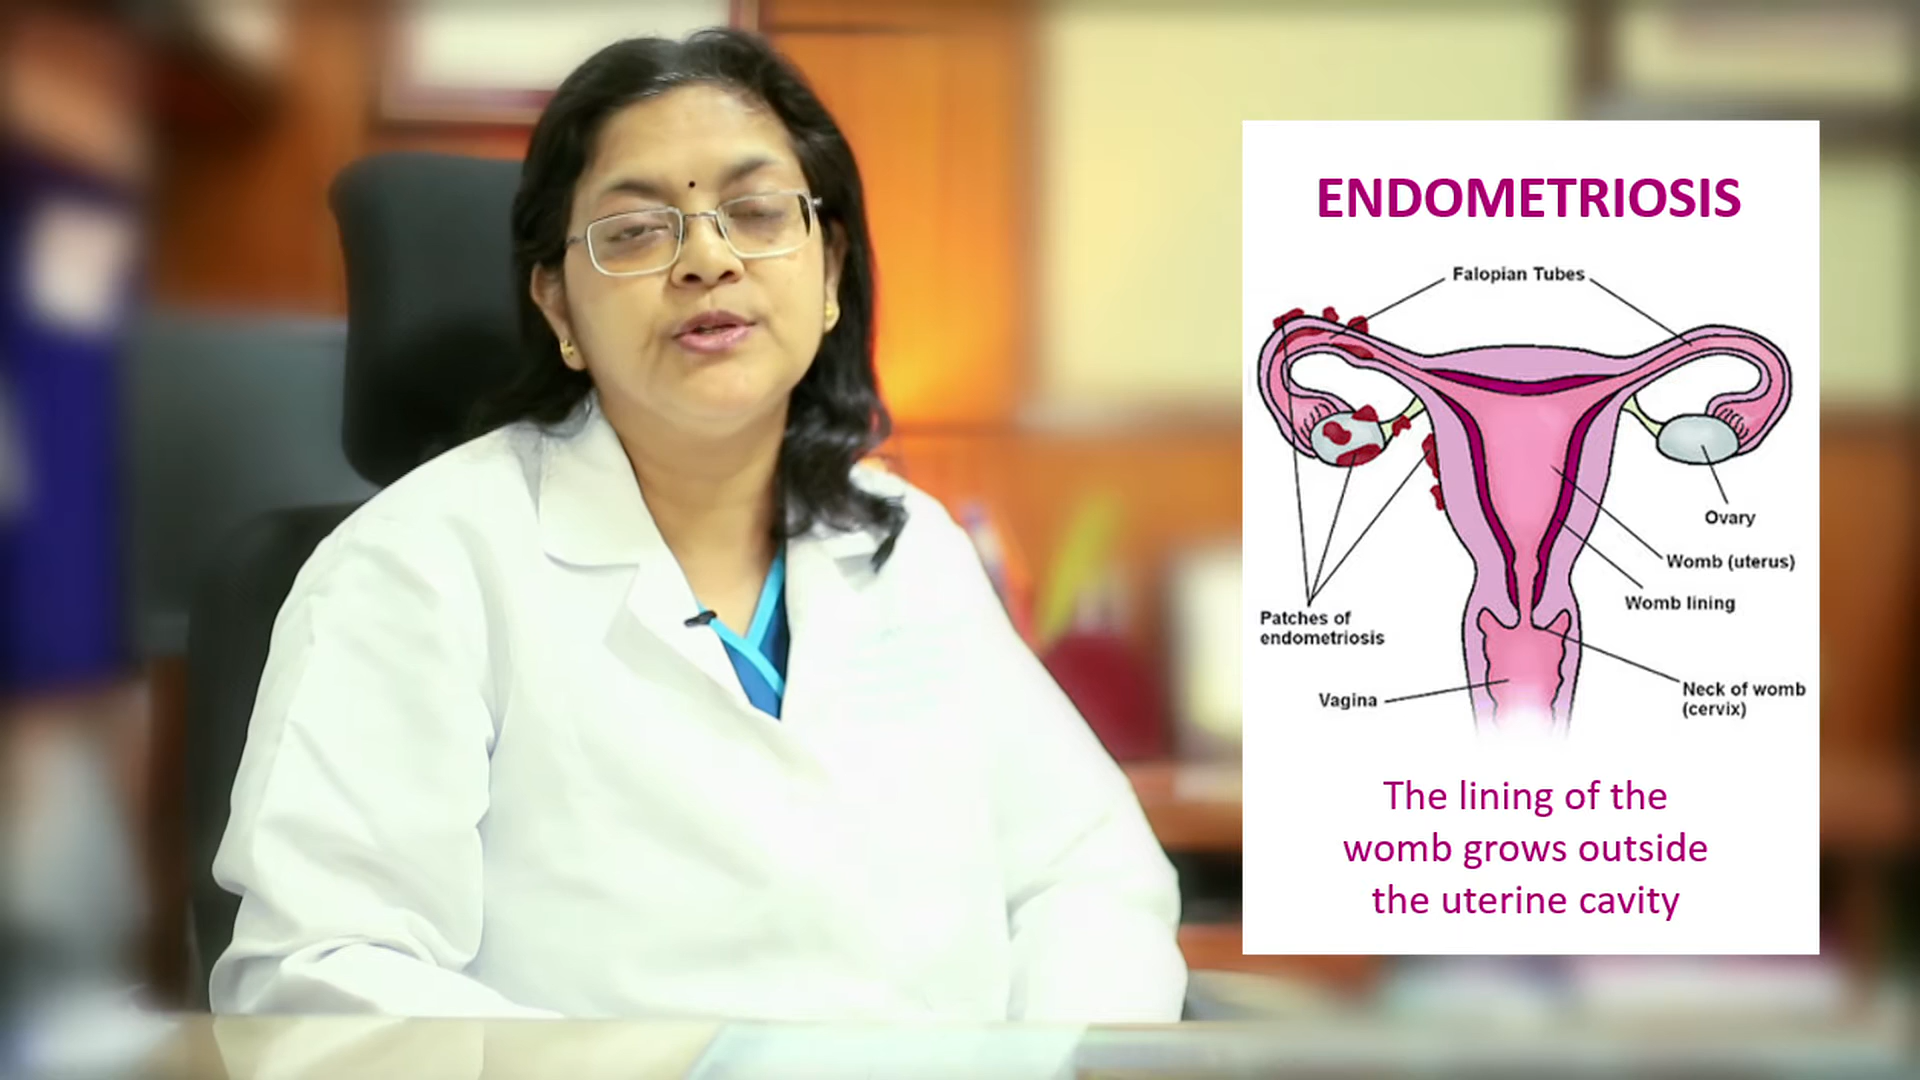 ENDOMETRIOSIS
Falopian Tubes
Ovary
Womb (uterus)
Womb lining
Patches of
endometriosis
Neck of womb
(cervix)
Vagina
The lining of the
womb grows outside
the uterine cavity